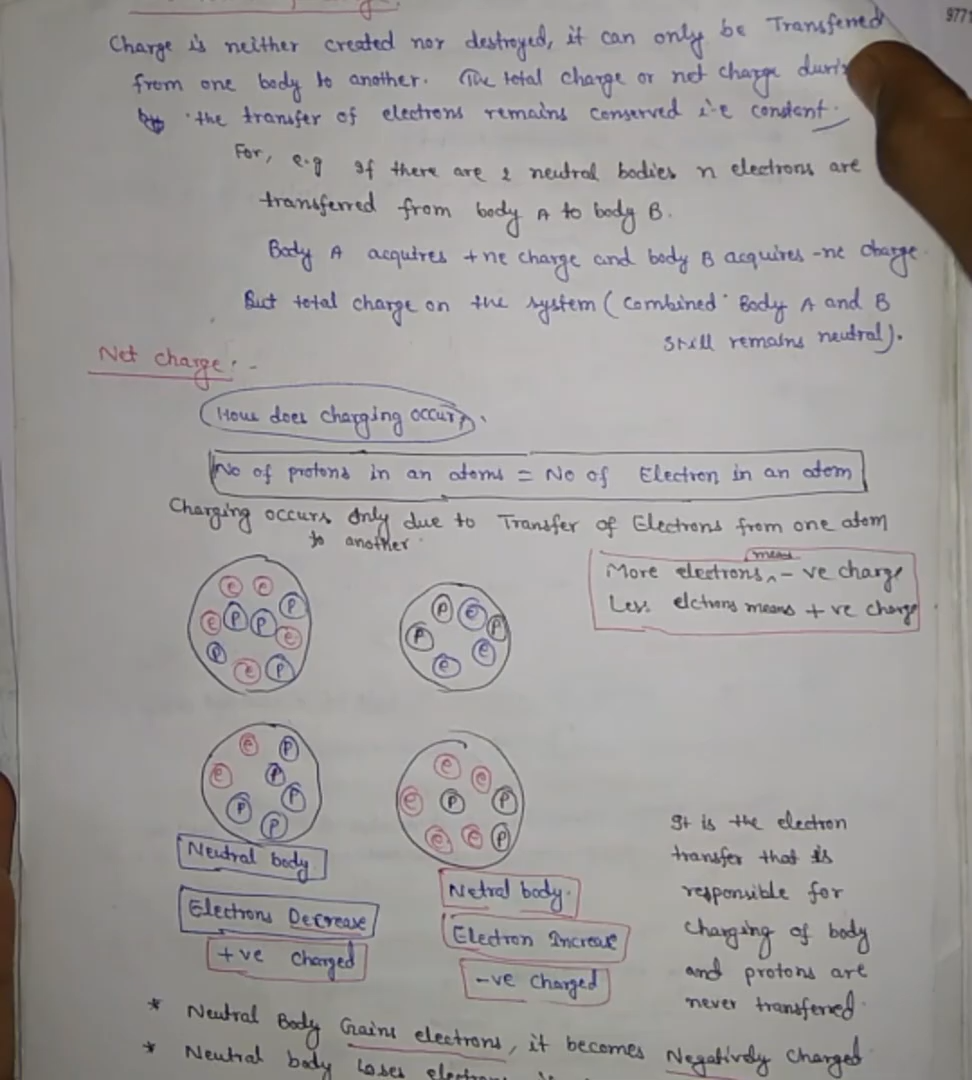 9771
Charge is neither created nor destroyed, it can only be Transferred
from one body to another. The total charge or net charge durin
the transfer of electrons remains conserved i.e constant.
For, e.g If there are 2 neutral bodies n electrons are
transferred from body A to body B.
Body A acquires +ne charge and body B acquires -ne charge.
But total charge on the system (Combined Body A and B
still remains neutral).
Net charge:-
How does charging occur,
No of protons in an atoms = No of Electron in an atom
Charging occurs Only due to Transfer of Electrons from one atom
to another.
means
More electrons, - ve charge
Less elctrons means + ve charge
e e P
e P P e
P e P
P e P
P e
e
e P
e P
P P
P
e e
e P P
e e P
Neutral body
Netral body.
Electrons Decrease
Electron Increase
+ve Charged
-ve Charged
It is the electron
transfer that is
responsible for
charging of body
and protons are
never transferred.
* Neutral Body Gains electrons, it becomes Negatively Charged
* Neutral body Loses